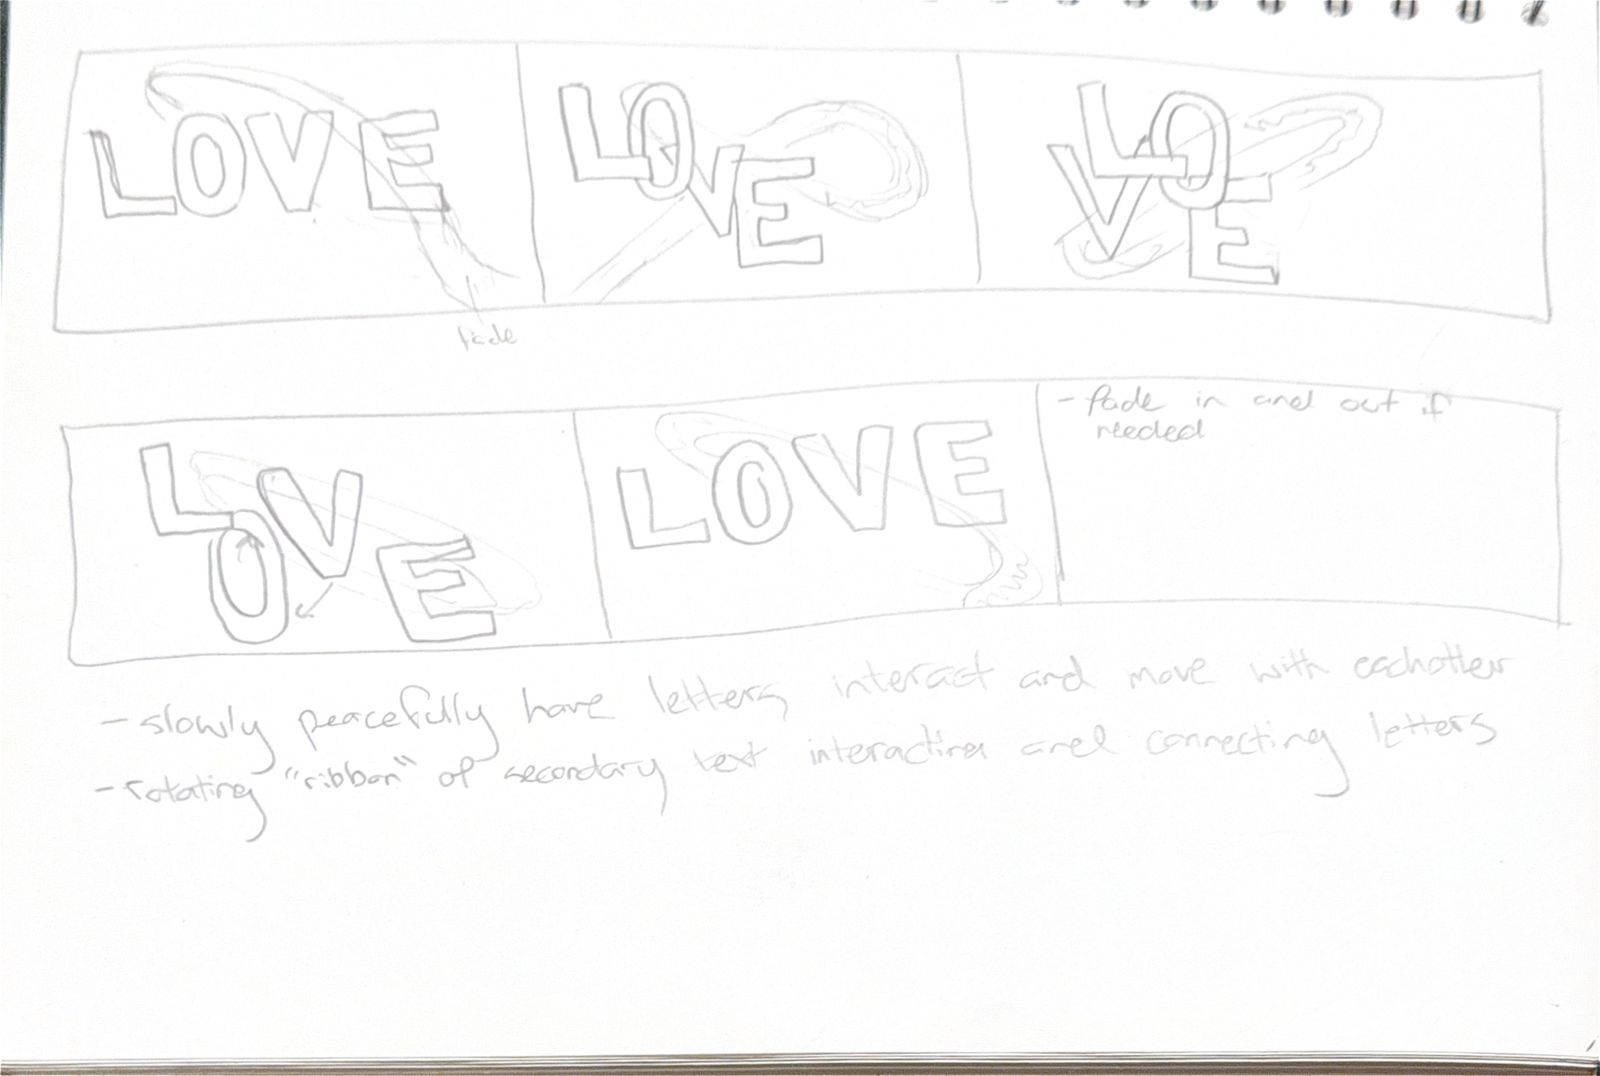 LOVE
LOVE
LOVE
fade
LOVE
LOVE
- fade in and out if
needed
- slowly peacefully have letters interact and move with eachother
- rotating "ribbon" of secondary text interacting and connecting letters